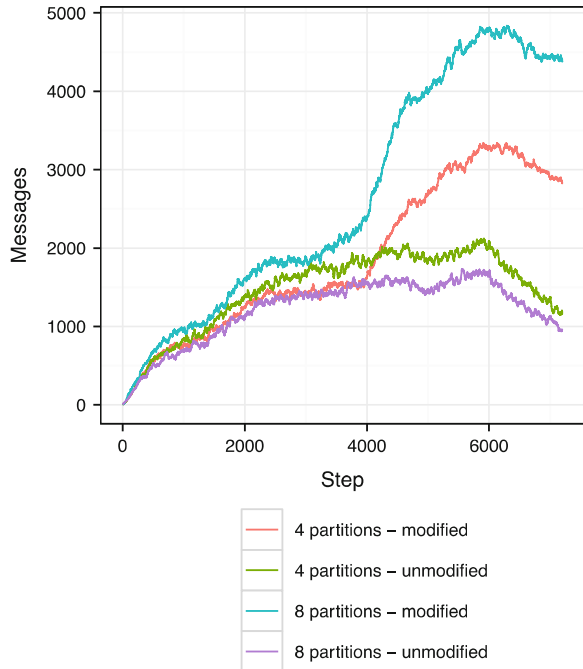 5000
4000
3000
2000
1000
0
Messages
0 2000 4000 6000
Step
4 partitions – modified
4 partitions – unmodified
8 partitions – modified
8 partitions – unmodified